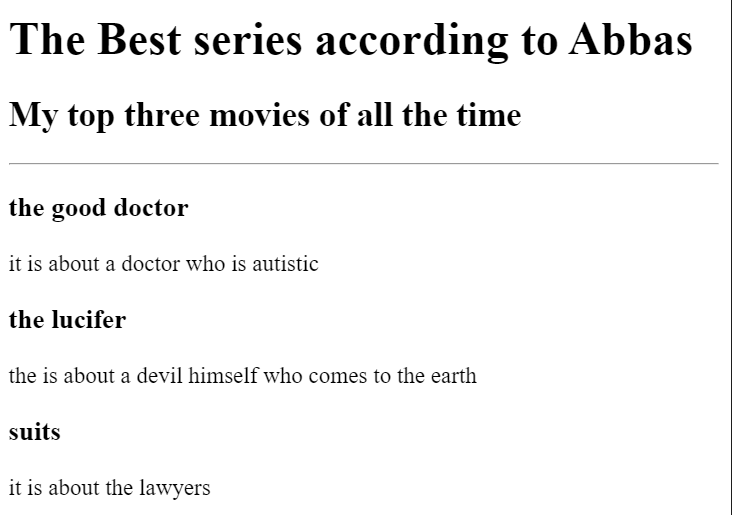 The Best series according to Abbas
My top three movies of all the time
the good doctor
it is about a doctor who is autistic
the lucifer
the is about a devil himself who comes to the earth
suits
it is about the lawyers